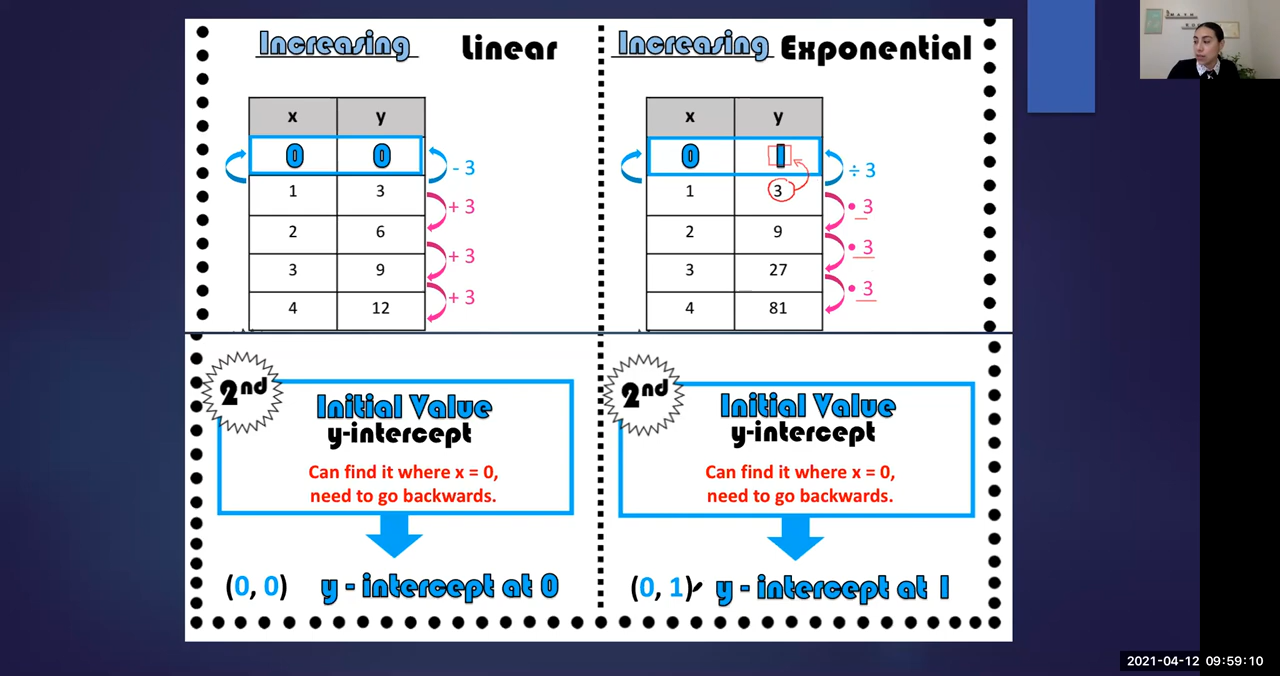 Increasing Linear
x y
0 0
- 3
1 3
+ 3
2 6
+ 3
3 9
+ 3
4 12
Increasing Exponential
x y
0 1
÷ 3
1 3
• 3
2 9
• 3
3 27
• 3
4 81
2nd
Initial Value
y-intercept
Can find it where x = 0,
need to go backwards.
(0, 0) y - intercept at 0
2nd
Initial Value
y-intercept
Can find it where x = 0,
need to go backwards.
(0, 1) y - intercept at 1
2021-04-12 09:59:10